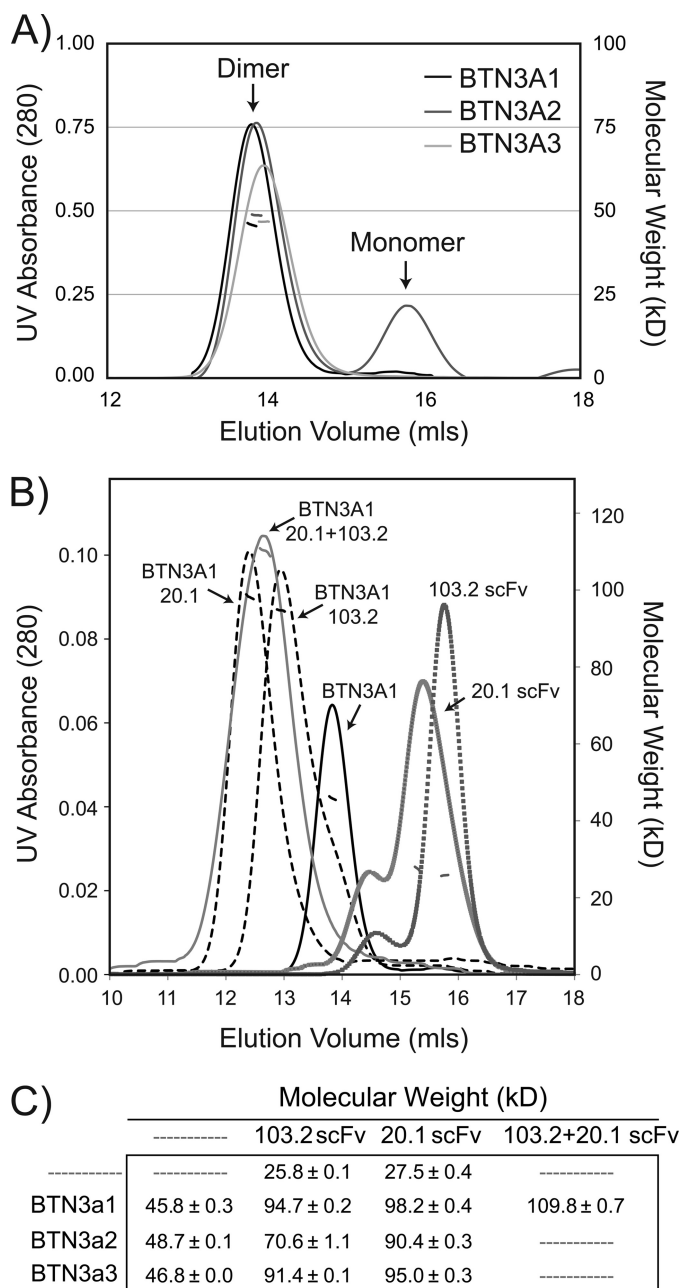 A)
1.00
0.75
0.50
0.25
0.00
UV Absorbance (280)
Dimer
Monomer
BTN3A1
BTN3A2
BTN3A3
100
75
50
25
0
Molecular Weight (kD)
12 14 16 18
Elution Volume (mls)
B)
0.10
0.08
0.06
0.04
0.02
0.00
UV Absorbance (280)
BTN3A1
20.1+103.2
BTN3A1
20.1
BTN3A1
103.2
BTN3A1
103.2 scFv
20.1 scFv
120
100
80
60
40
20
0
Molecular Weight (kD)
10 11 12 13 14 15 16 17 18
Elution Volume (mls)
C)
Molecular Weight (kD)
---------- 103.2 scFv 20.1 scFv 103.2+20.1 scFv
---------- ---------- 25.8 ± 0.1 27.5 ± 0.4 ----------
BTN3a1 45.8 ± 0.3 94.7 ± 0.2 98.2 ± 0.4 109.8 ± 0.7
BTN3a2 48.7 ± 0.1 70.6 ± 1.1 90.4 ± 0.3 ----------
BTN3a3 46.8 ± 0.0 91.4 ± 0.1 95.0 ± 0.3 ----------